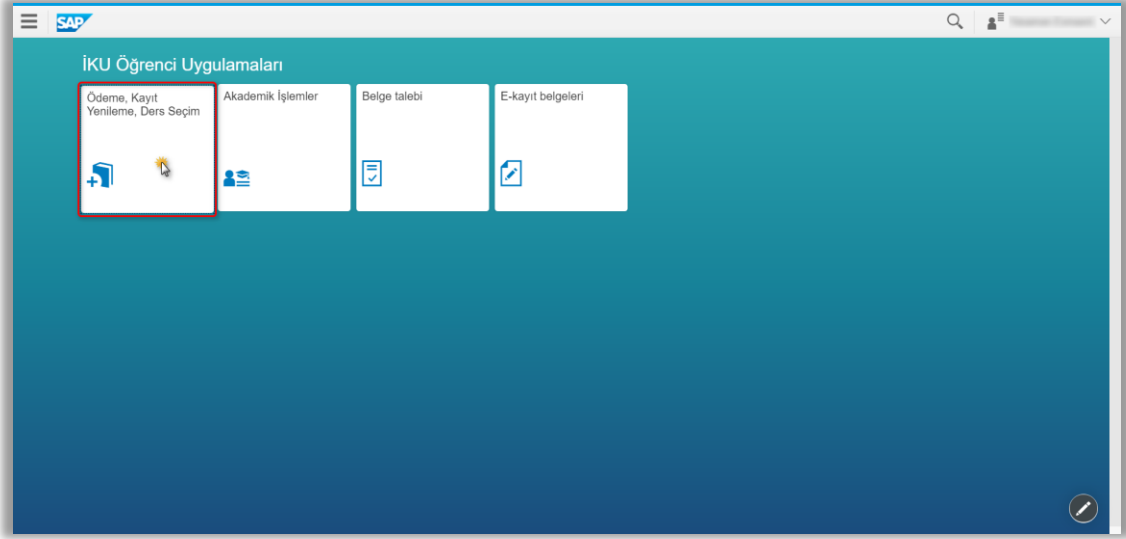 SAP
İKU Öğrenci Uygulamaları
Ödeme, Kayıt
Yenileme, Ders Seçim
Akademik İşlemler
Belge talebi
E-kayıt belgeleri